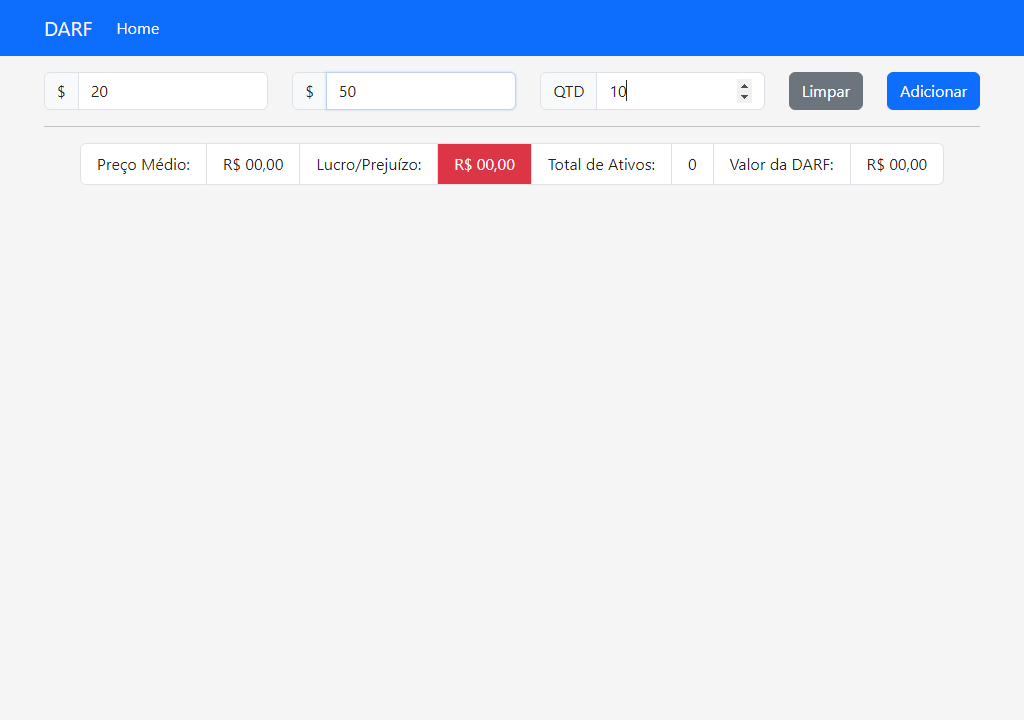 DARF Home
$ 20 $ 50 QTD 10 Limpar Adicionar
Preço Médio: R$ 00,00 Lucro/Prejuízo: R$ 00,00 Total de Ativos: 0 Valor da DARF: R$ 00,00